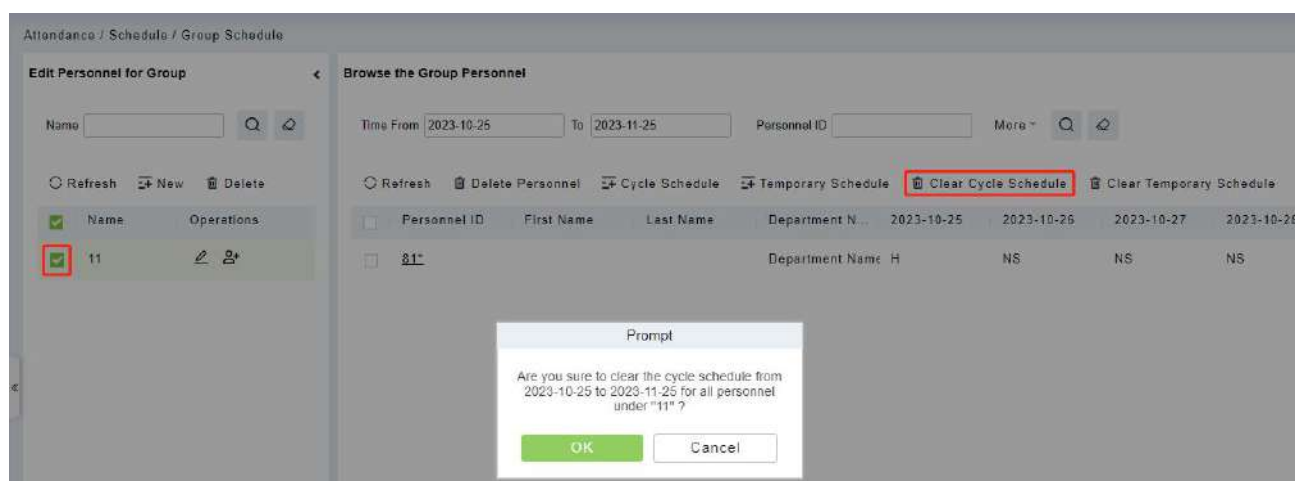 Attendance / Schedule / Group Schedule
Edit Personnel for Group
Browse the Group Personnel
Name
Time From 2023-10-25 To 2023-11-25 Personnel ID More
Refresh New Delete
Refresh Delete Personnel Cycle Schedule Temporary Schedule Clear Cycle Schedule Clear Temporary Schedule
Name Operations
Personnel ID First Name Last Name Department N... 2023-10-25 2023-10-26 2023-10-27 2023-10-28
11
Department Name H NS NS NS
Prompt
Are you sure to clear the cycle schedule from
2023-10-25 to 2023-11-25 for all personnel
under "11" ?
OK Cancel